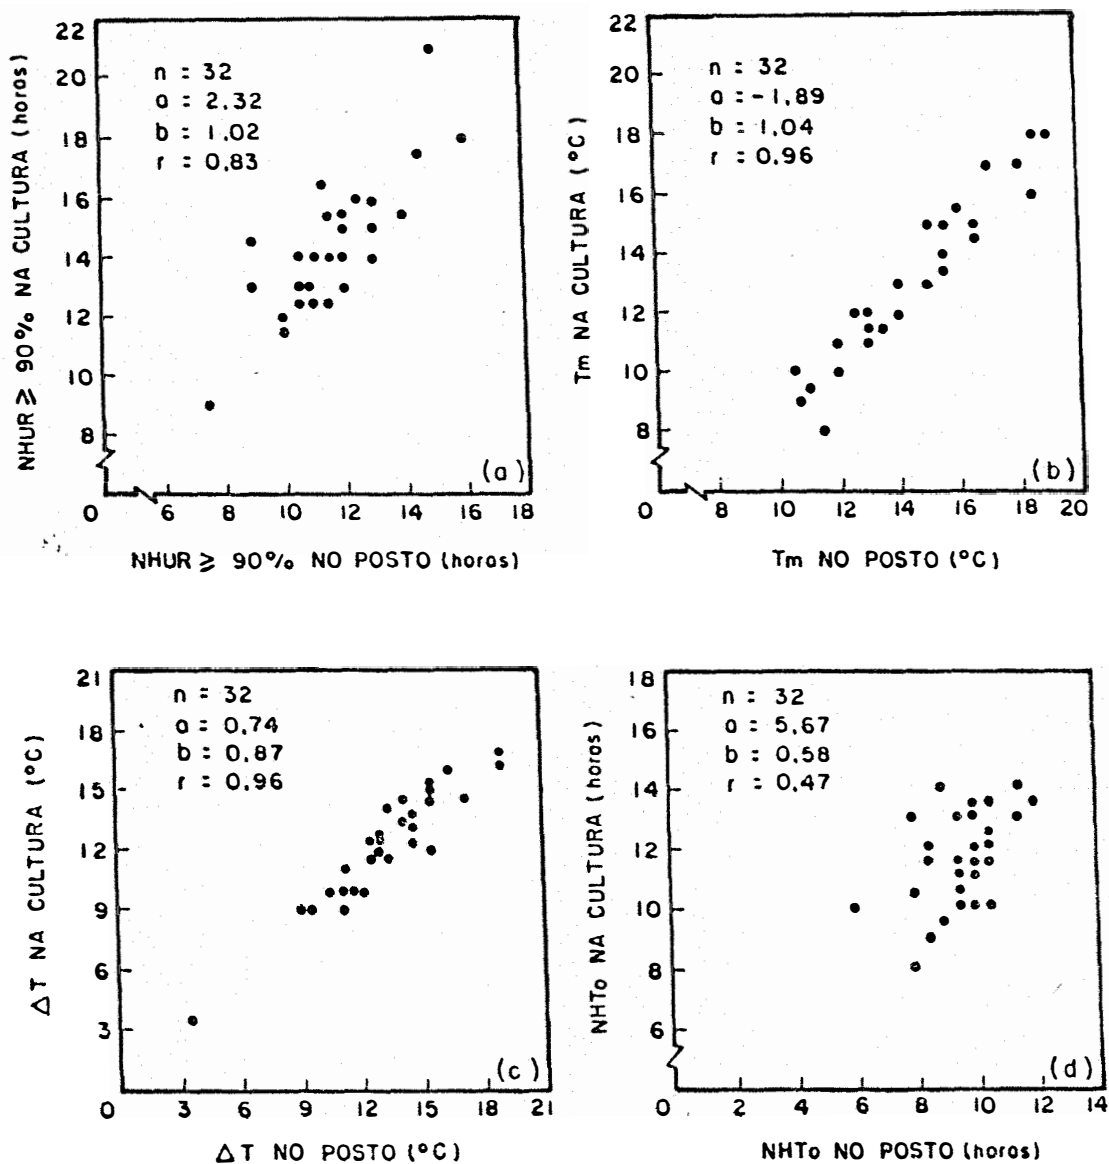 22
20
18
16
14
12
10
8
NHUR ≥ 90% NA CULTURA (horas)
n = 32
a = 2,32
b = 1,02
r = 0,83
(a)
0 8 10 12 14 16 18
NHUR ≥ 90% NO POSTO (horas)
22
20
18
16
14
12
10
8
Tm NA CULTURA (°C)
n = 32
a = -1,89
b = 1,04
r = 0,96
(b)
0 8 10 12 14 16 18 20
Tm NO POSTO (°C)
21
18
15
12
9
6
3
ΔT NA CULTURA (°C)
n = 32
a = 0,74
b = 0,87
r = 0,96
(c)
0 3 6 9 12 15 18 21
ΔT NO POSTO (°C)
18
16
14
12
10
8
6
NHTo NA CULTURA (horas)
n = 32
a = 5,67
b = 0,58
r = 0,47
(d)
0 2 4 6 8 10 12 14
NHTo NO POSTO (horas)